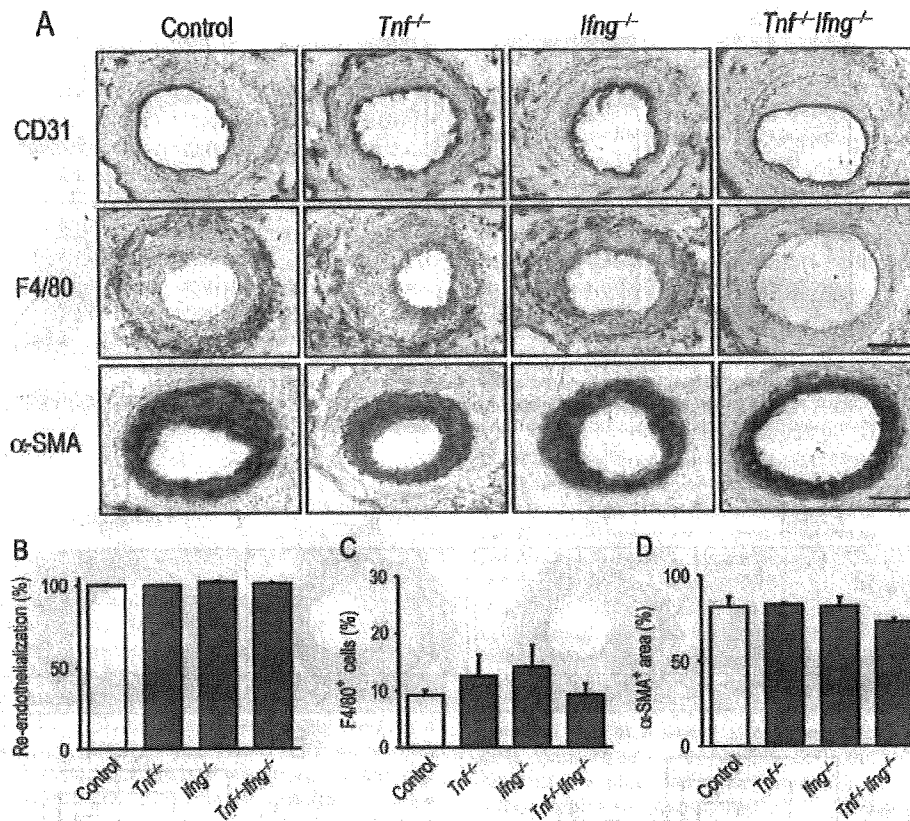 A
Control
Tnf-/-
Ifng-/-
Tnf-/-Ifng-/-
CD31
F4/80
α-SMA
B
Re-endothelialization (%)
100
50
0
Control
Tnf-/-
Ifng-/-
Tnf-/-Ifng-/-
C
F4/80+ cells (%)
30
20
10
0
Control
Tnf-/-
Ifng-/-
Tnf-/-Ifng-/-
D
α-SMA+ area (%)
100
50
0
Control
Tnf-/-
Ifng-/-
Tnf-/-Ifng-/-